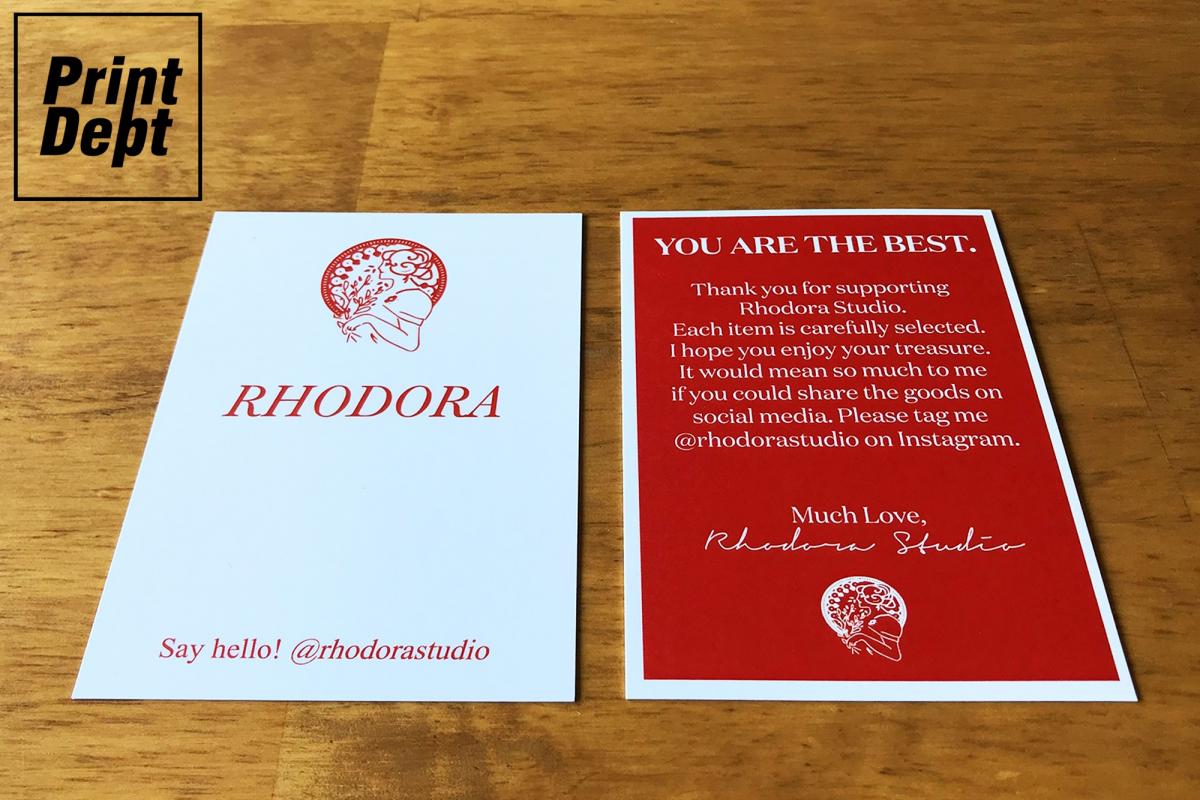 Print
Dept
RHODORA
Say hello! @rhodorastudio
YOU ARE THE BEST.
Thank you for supporting
Rhodora Studio.
Each item is carefully selected.
I hope you enjoy your treasure.
It would mean so much to me
if you could share the goods on
social media. Please tag me
@rhodorastudio on Instagram.
Much Love,
Rhodora Studio